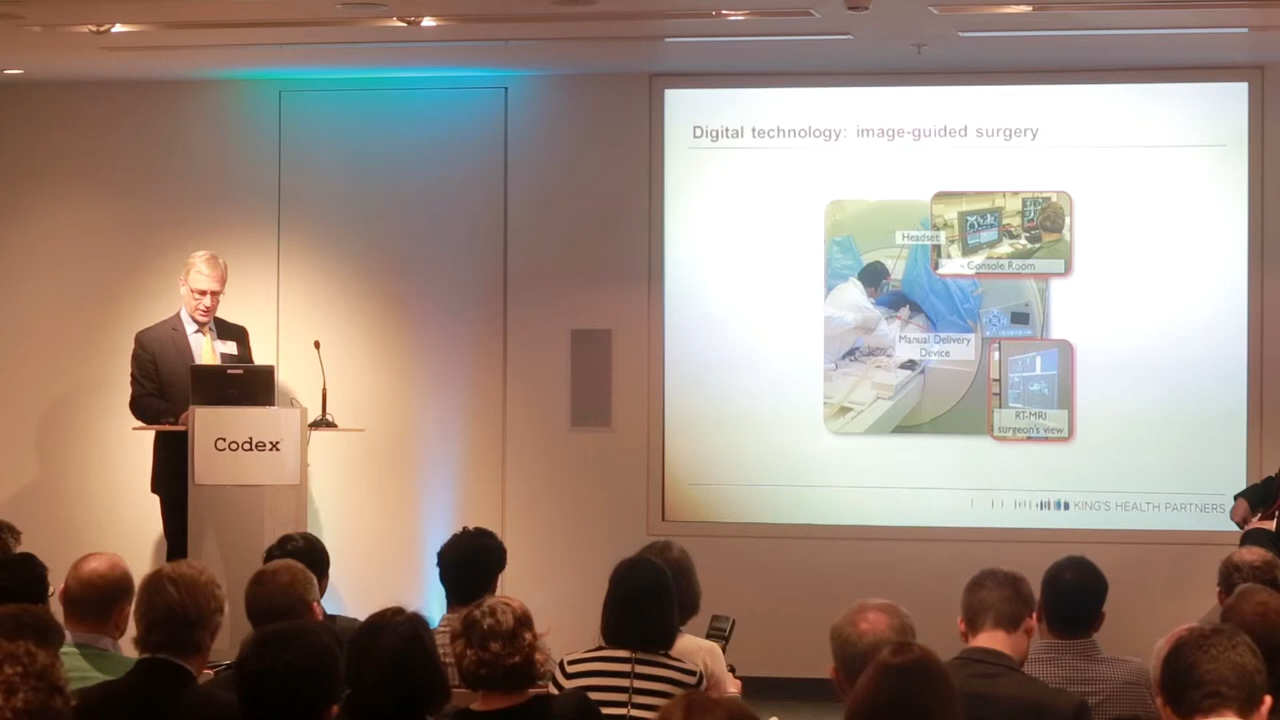 Digital technology: image-guided surgery
Headset
Console Room
Manual Delivery
Device
RT-MRI
surgeon's view
KING'S HEALTH PARTNERS
Codex